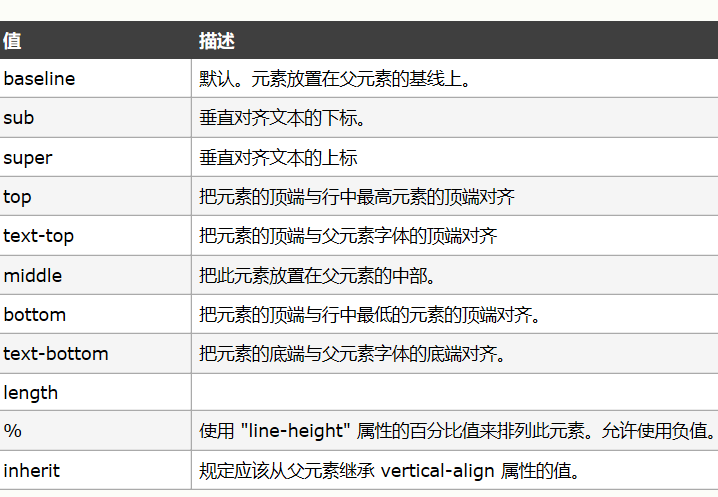 值 描述
baseline 默认。元素放置在父元素的基线上。
sub 垂直对齐文本的下标。
super 垂直对齐文本的上标
top 把元素的顶端与行中最高元素的顶端对齐
text-top 把元素的顶端与父元素字体的顶端对齐
middle 把此元素放置在父元素的中部。
bottom 把元素的顶端与行中最低的元素的顶端对齐。
text-bottom 把元素的底端与父元素字体的底端对齐。
length
% 使用 "line-height" 属性的百分比值来排列此元素。允许使用负值。
inherit 规定应该从父元素继承 vertical-align 属性的值。